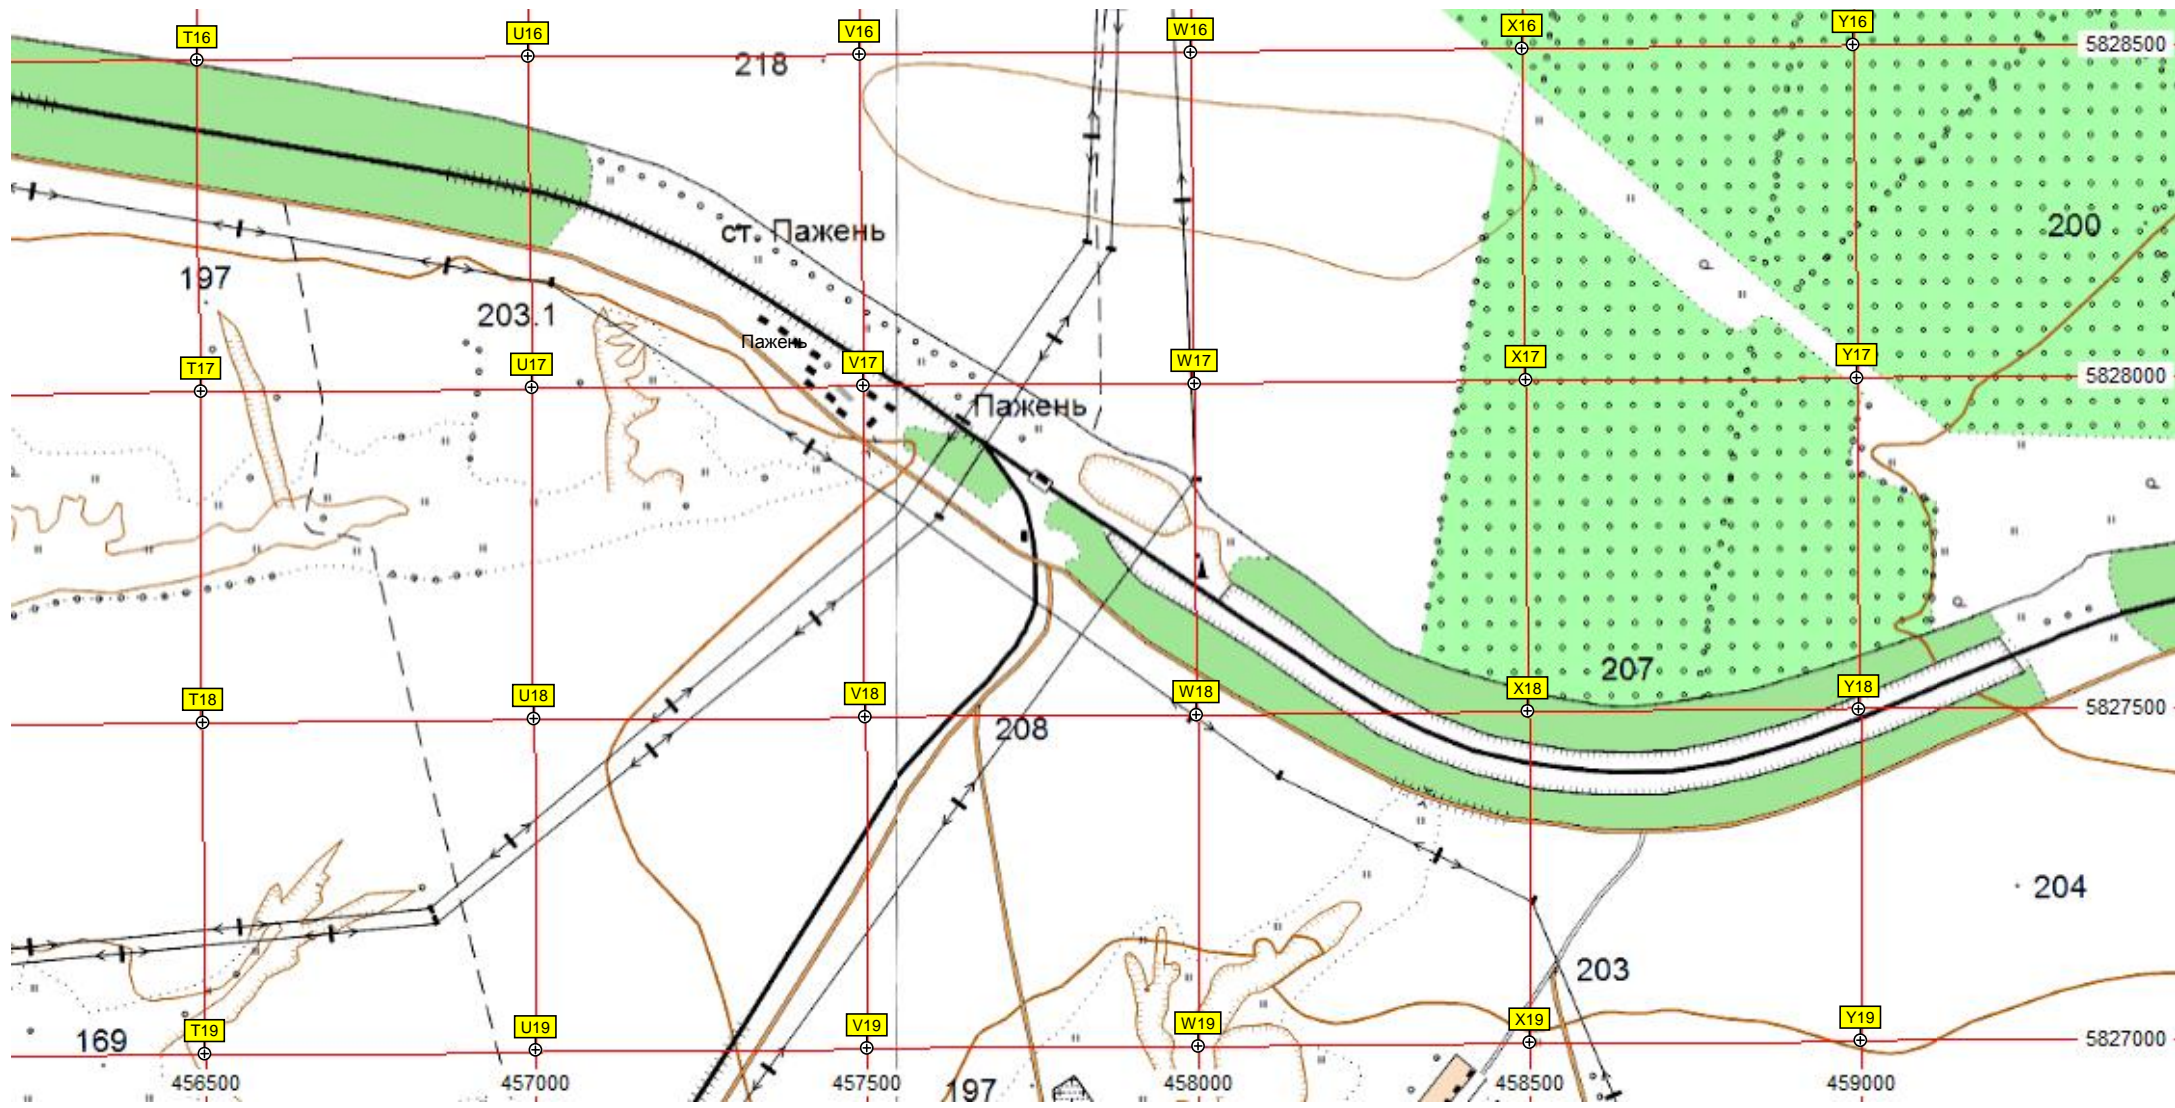 T16 U16 V16 W16 X16 Y16
5828500
218
ст. Пажень
200
197
203.1
Пажень
T17 U17 V17 W17 X17 Y17
5828000
Пажень
207
T18 U18 V18 W18 X18 Y18
5827500
208
204
203
169
T19 U19 V19 W19 X19 Y19
5827000
456500 457000 457500 458000 458500 459000
197